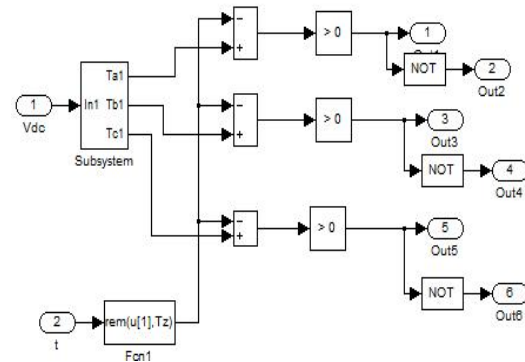 1
> 0
NOT
2
Out2
Ta1
In1
Tb1
Tc1
Subsystem
1
Vdc
> 0
3
Out3
NOT
4
Out4
> 0
5
Out5
NOT
6
Out6
2
t
rem(u[1],Tz)
Fcn1